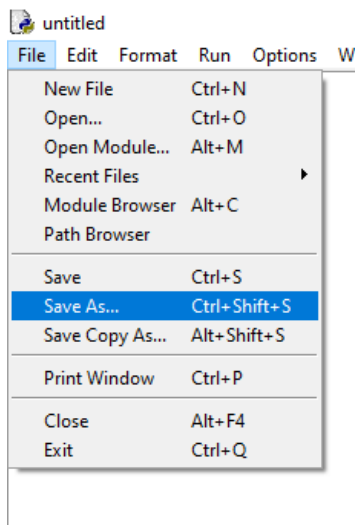 untitled
File Edit Format Run Options W
New File Ctrl+N
Open... Ctrl+O
Open Module... Alt+M
Recent Files
Module Browser Alt+C
Path Browser
Save Ctrl+S
Save As... Ctrl+Shift+S
Save Copy As... Alt+Shift+S
Print Window Ctrl+P
Close Alt+F4
Exit Ctrl+Q